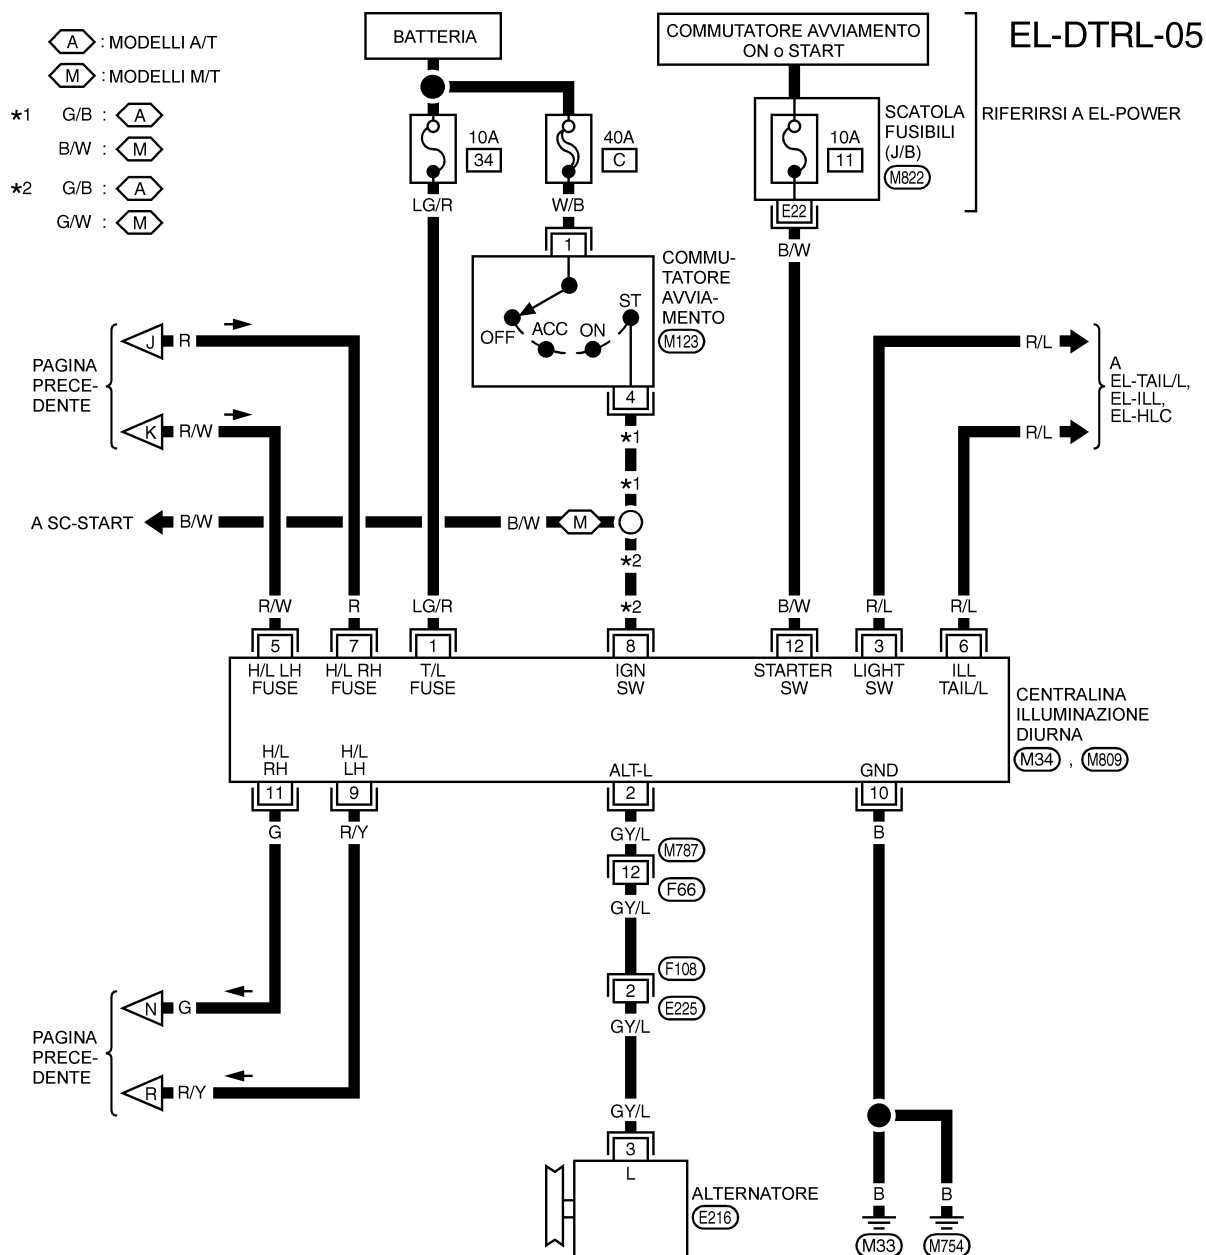 EL-DTRL-05
A : MODELLI A/T
M : MODELLI M/T
*1 G/B : A
B/W : M
*2 G/B : A
G/W : M
BATTERIA
COMMUTATORE AVVIAMENTO
ON o START
10A
34
40A
C
10A
11
SCATOLA
FUSIBILI
(J/B)
M822
RIFERIRSI A EL-POWER
E22
LG/R
W/B
B/W
1
COMMU-
TATORE
AVVIA-
MENTO
M123
OFF
ACC
ON
ST
4
*1
*1
PAGINA
PRECE-
DENTE
J R
K R/W
R/L
R/L
A
EL-TAIL/L,
EL-ILL,
EL-HLC
A SC-START
B/W
B/W
M
*2
*2
R/W
R
LG/R
B/W
R/L
R/L
5
7
1
8
12
3
6
H/L LH
FUSE
H/L RH
FUSE
T/L
FUSE
IGN
SW
STARTER
SW
LIGHT
SW
ILL
TAIL/L
CENTRALINA
ILLUMINAZIONE
DIURNA
M34 , M809
H/L
RH
H/L
LH
ALT-L
GND
11
9
2
10
G
R/Y
GY/L
B
M787
12
F66
GY/L
F108
2
E225
GY/L
PAGINA
PRECE-
DENTE
N G
R R/Y
GY/L
3
L
ALTERNATORE
E216
B
B
M33
M754